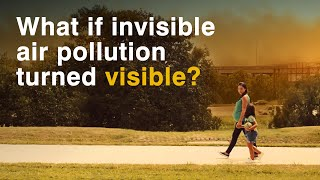 What if invisible
air pollution
turned visible?